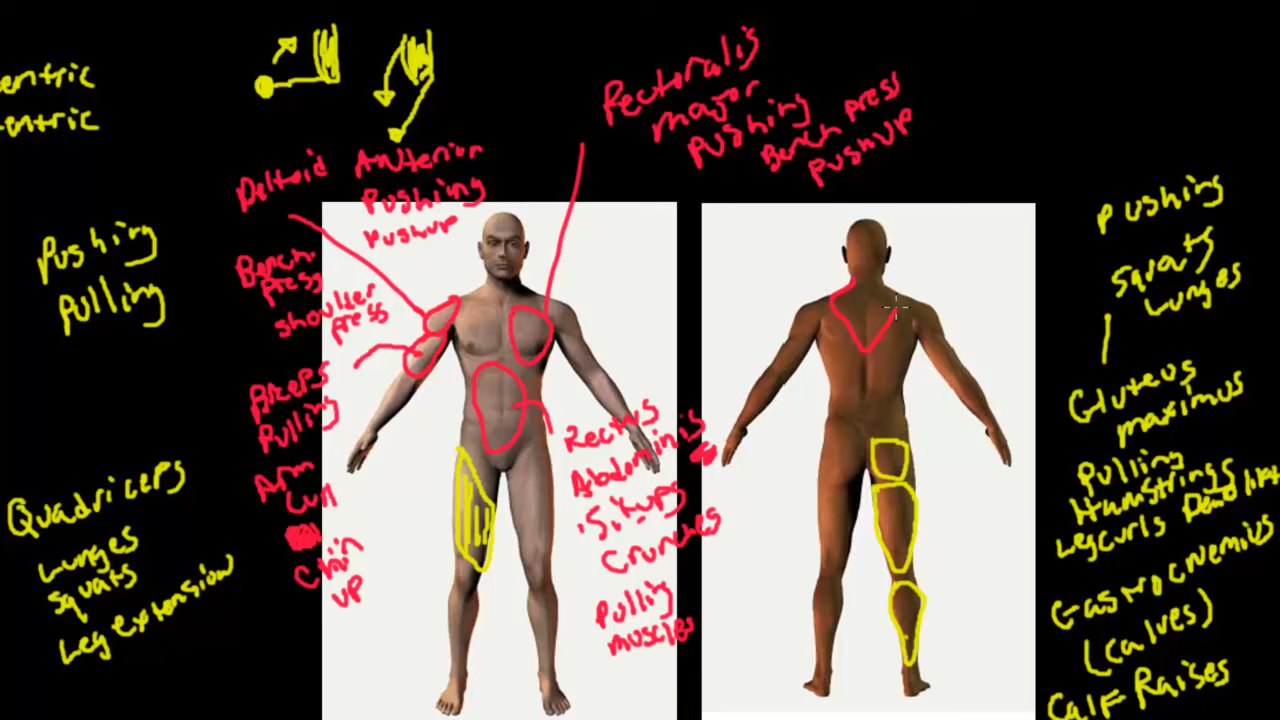 entric
entric
Pushing
Pulling
Quadriceps
Lunges
squats
Leg extension
Deltoid
Anterior
Pushing
pushup
Bench
press
shoulder
press
Biceps
Pulling
Arm
Curl
Chin
up
Pectoralis
major
pushing
Bench press
pushup
Rectus
Abdominis
Situps
Crunches
Pulling
muscles
pushing
squats
Lunges
Gluteus
maximus
Pulling
Hamstrings
Legcurls Dead lift
Gastrocnemius
(calves)
Calf Raises